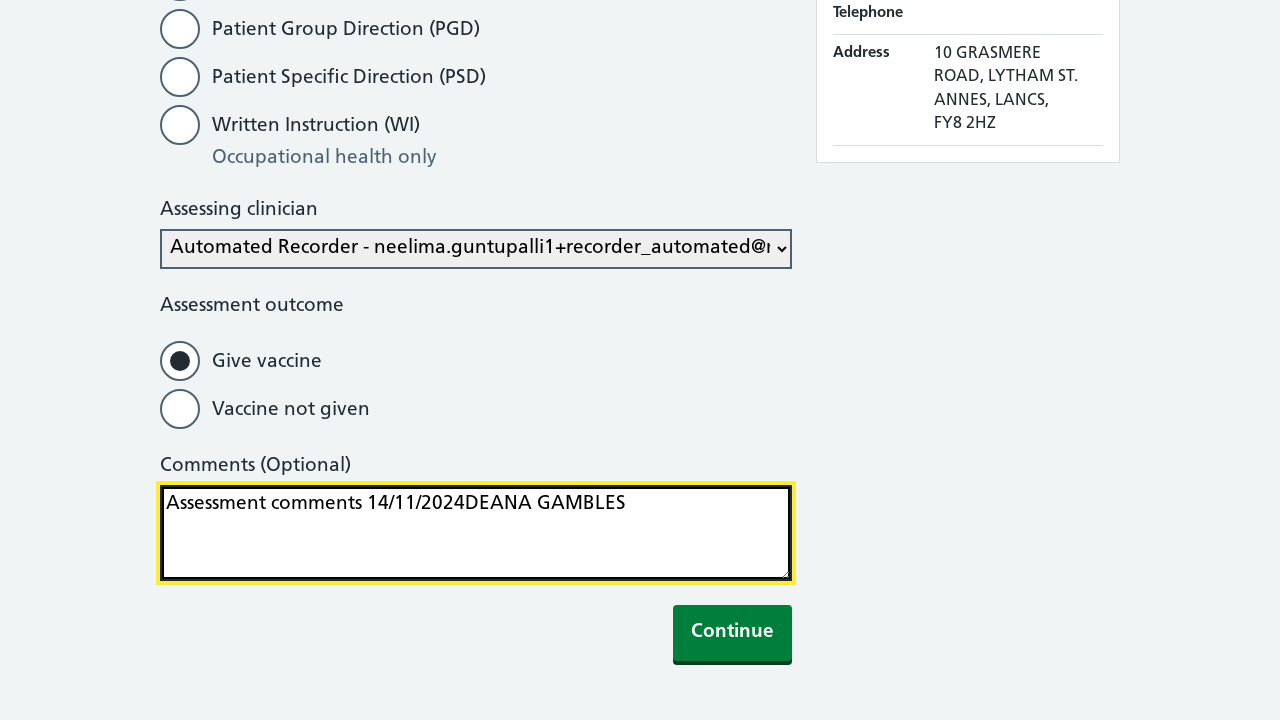 Patient Group Direction (PGD)
Patient Specific Direction (PSD)
Written Instruction (WI)
Occupational health only
Assessing clinician
Automated Recorder - neelima.guntupalli1+recorder_automated@
Assessment outcome
Give vaccine
Vaccine not given
Comments (Optional)
Assessment comments 14/11/2024DEANA GAMBLES
Continue
Telephone
Address
10 GRASMERE
ROAD, LYTHAM ST.
ANNES, LANCS,
FY8 2HZ